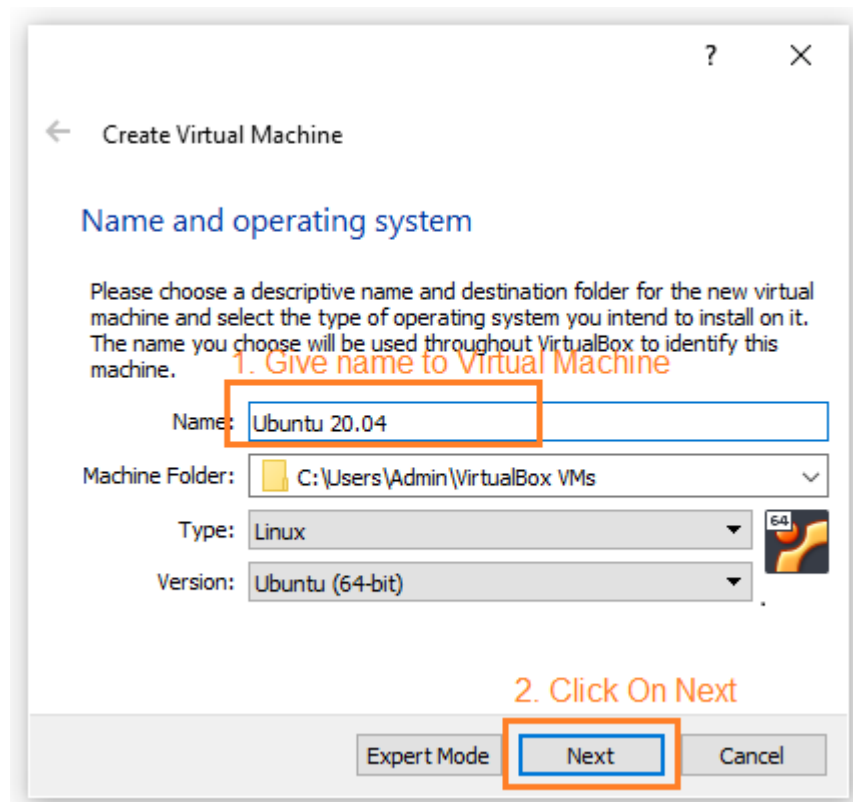 ?
Create Virtual Machine
Name and operating system
Please choose a descriptive name and destination folder for the new virtual
machine and select the type of operating system you intend to install on it.
The name you choose will be used throughout VirtualBox to identify this
machine.
1. Give name to Virtual Machine
Name: Ubuntu 20.04
Machine Folder: C:\Users\Admin\VirtualBox VMs
Type: Linux
64
Version: Ubuntu (64-bit)
.
2. Click On Next
Expert Mode Next Cancel